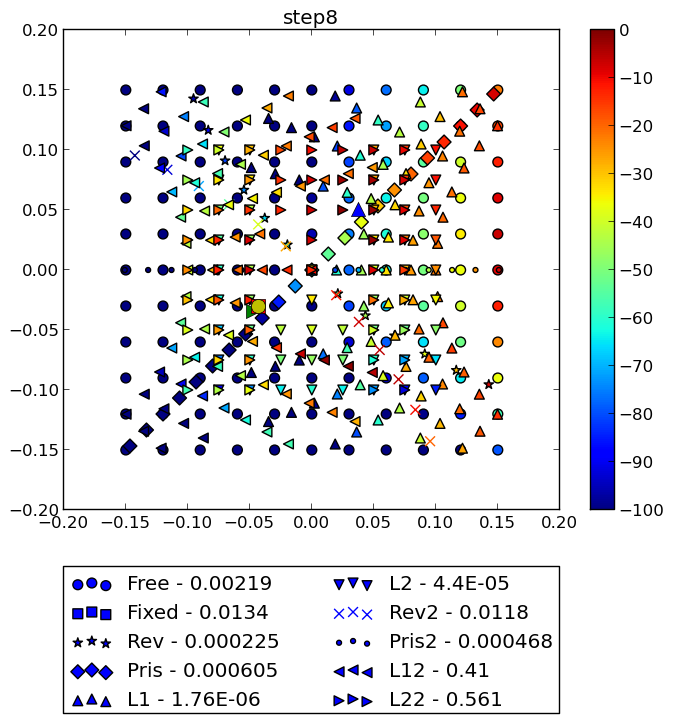 step8
0.20
0.15
0.10
0.05
0.00
−0.05
−0.10
−0.15
−0.20
−0.20 −0.15 −0.10 −0.05 0.00 0.05 0.10 0.15 0.20
0
−10
−20
−30
−40
−50
−60
−70
−80
−90
−100
Free - 0.00219
Fixed - 0.0134
Rev - 0.000225
Pris - 0.000605
L1 - 1.76E-06
L2 - 4.4E-05
Rev2 - 0.0118
Pris2 - 0.000468
L12 - 0.41
L22 - 0.561